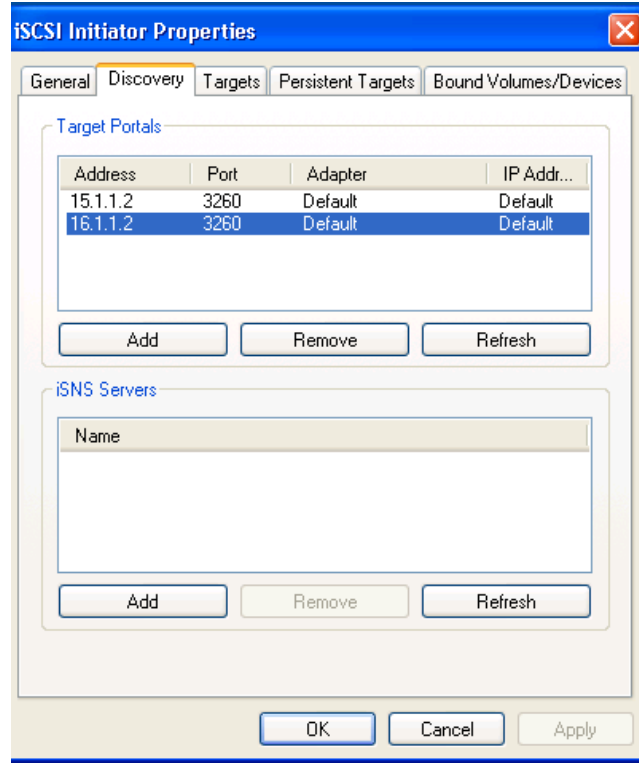 iSCSI Initiator Properties
General Discovery Targets Persistent Targets Bound Volumes/Devices
Target Portals
Address Port Adapter IP Addr...
15.1.1.2 3260 Default Default
16.1.1.2 3260 Default Default
Add Remove Refresh
iSNS Servers
Name
Add Remove Refresh
OK Cancel Apply